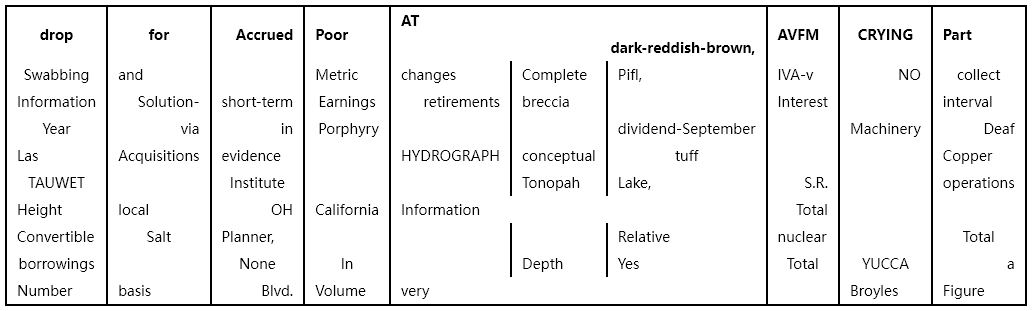 drop for Accrued Poor AT dark-reddish-brown, AVFM CRYING Part
Swabbing and Metric changes Complete Pifl, IVA-v NO collect
Information Solution- short-term Earnings retirements breccia Interest interval
Year via in Porphyry dividend-September Machinery Deaf
Las Acquisitions evidence HYDROGRAPH conceptual tuff Copper
TAUWET Institute Tonopah Lake, S.R. operations
Height local OH California Information Total
Convertible Salt Planner, Relative nuclear Total
borrowings None In Depth Yes Total YUCCA a
Number basis Blvd. Volume very Broyles Figure